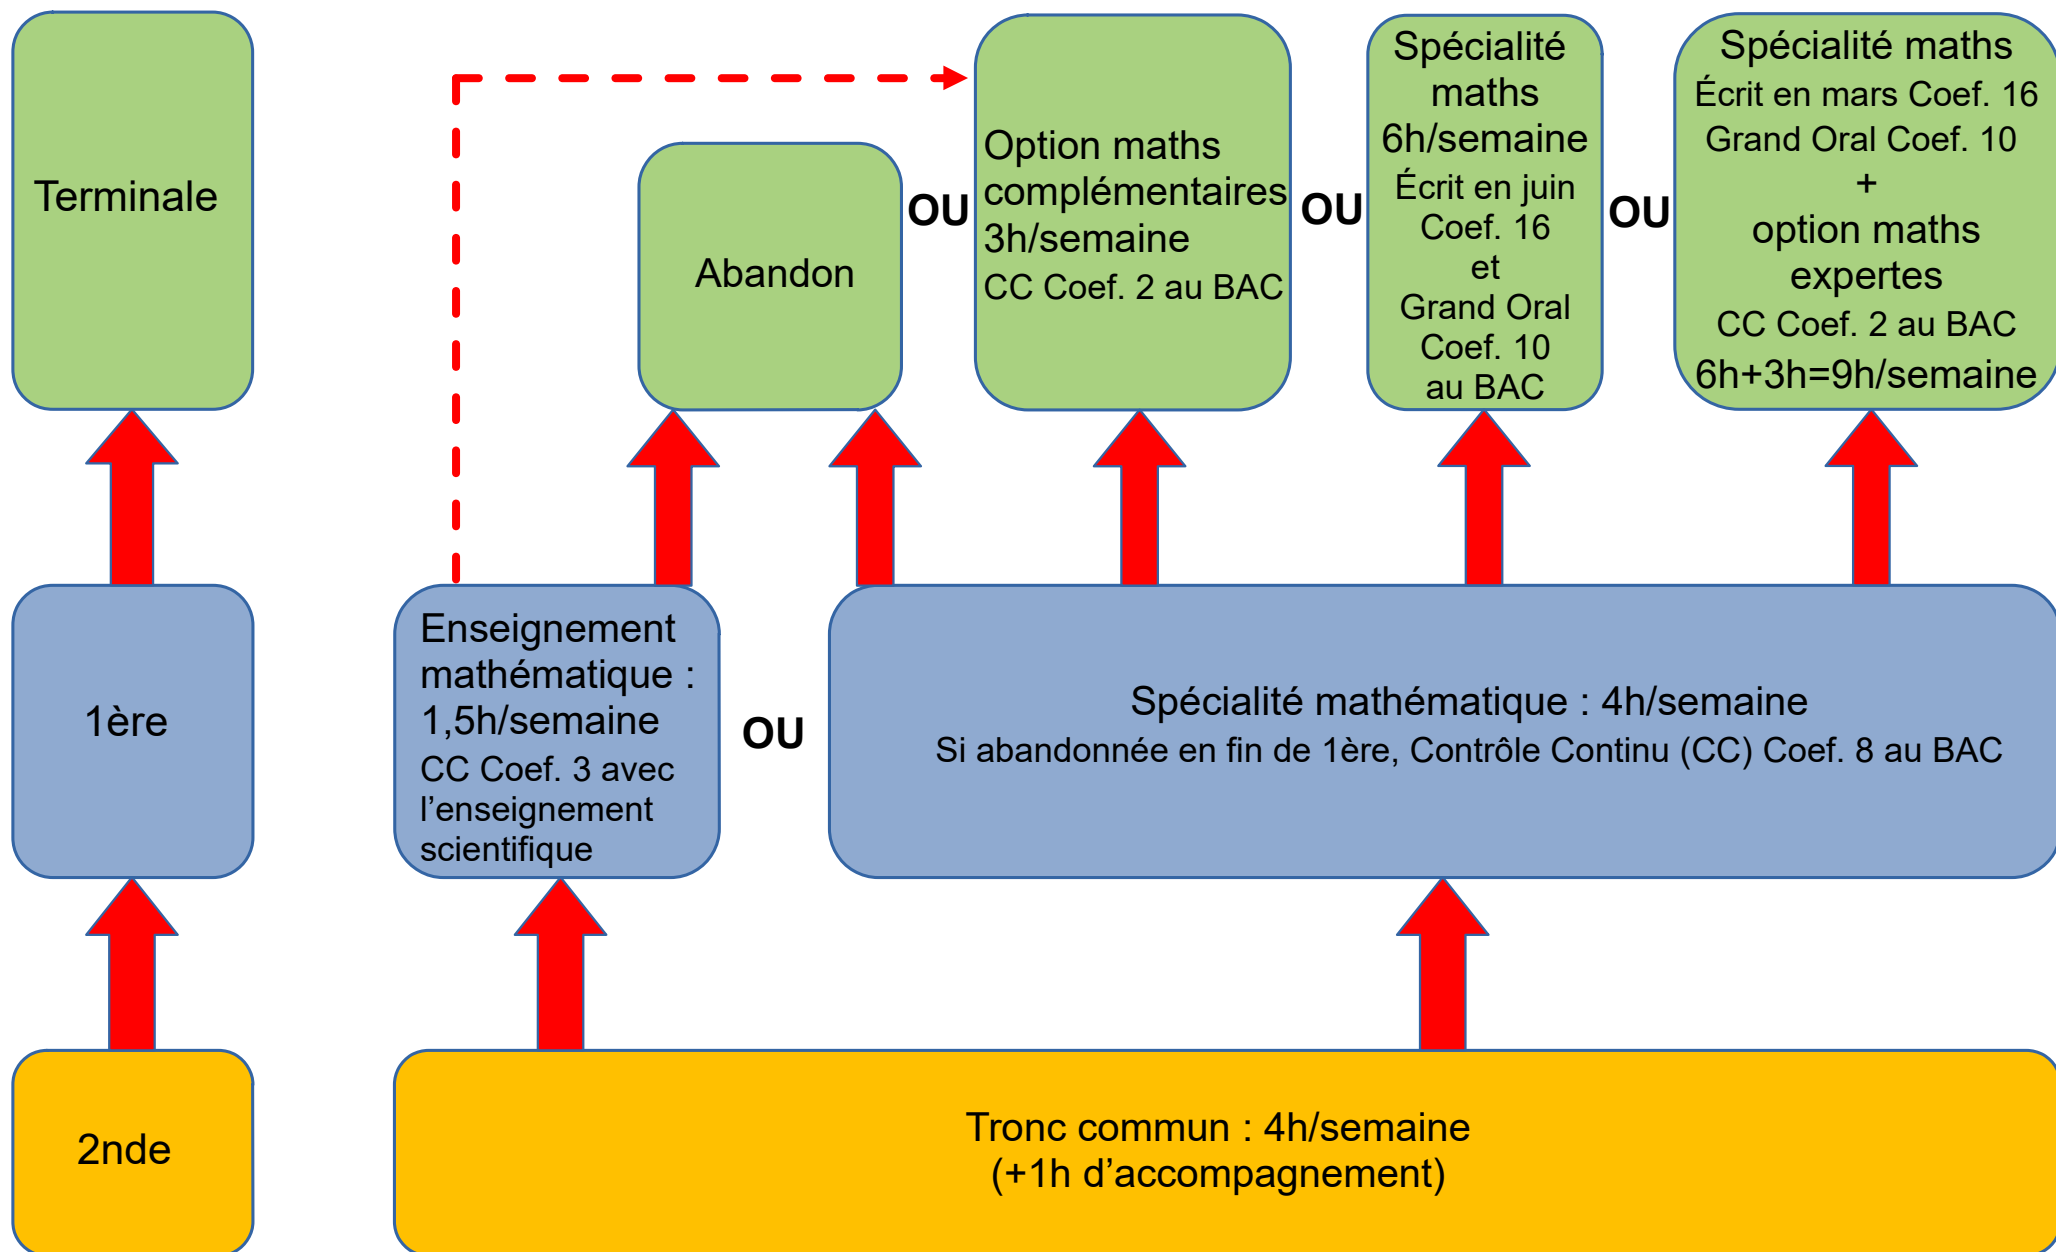 Terminale
Abandon
OU
Option maths
complémentaires
3h/semaine
CC Coef. 2 au BAC
OU
Spécialité
maths
6h/semaine
Écrit en juin
Coef. 16
et
Grand Oral
Coef. 10
au BAC
OU
Spécialité maths
Écrit en mars Coef. 16
Grand Oral Coef. 10
+
option maths
expertes
CC Coef. 2 au BAC
6h+3h=9h/semaine
1ère
Enseignement
mathématique :
1,5h/semaine
CC Coef. 3 avec
l’enseignement
scientifique
OU
Spécialité mathématique : 4h/semaine
Si abandonnée en fin de 1ère, Contrôle Continu (CC) Coef. 8 au BAC
2nde
Tronc commun : 4h/semaine
(+1h d’accompagnement)